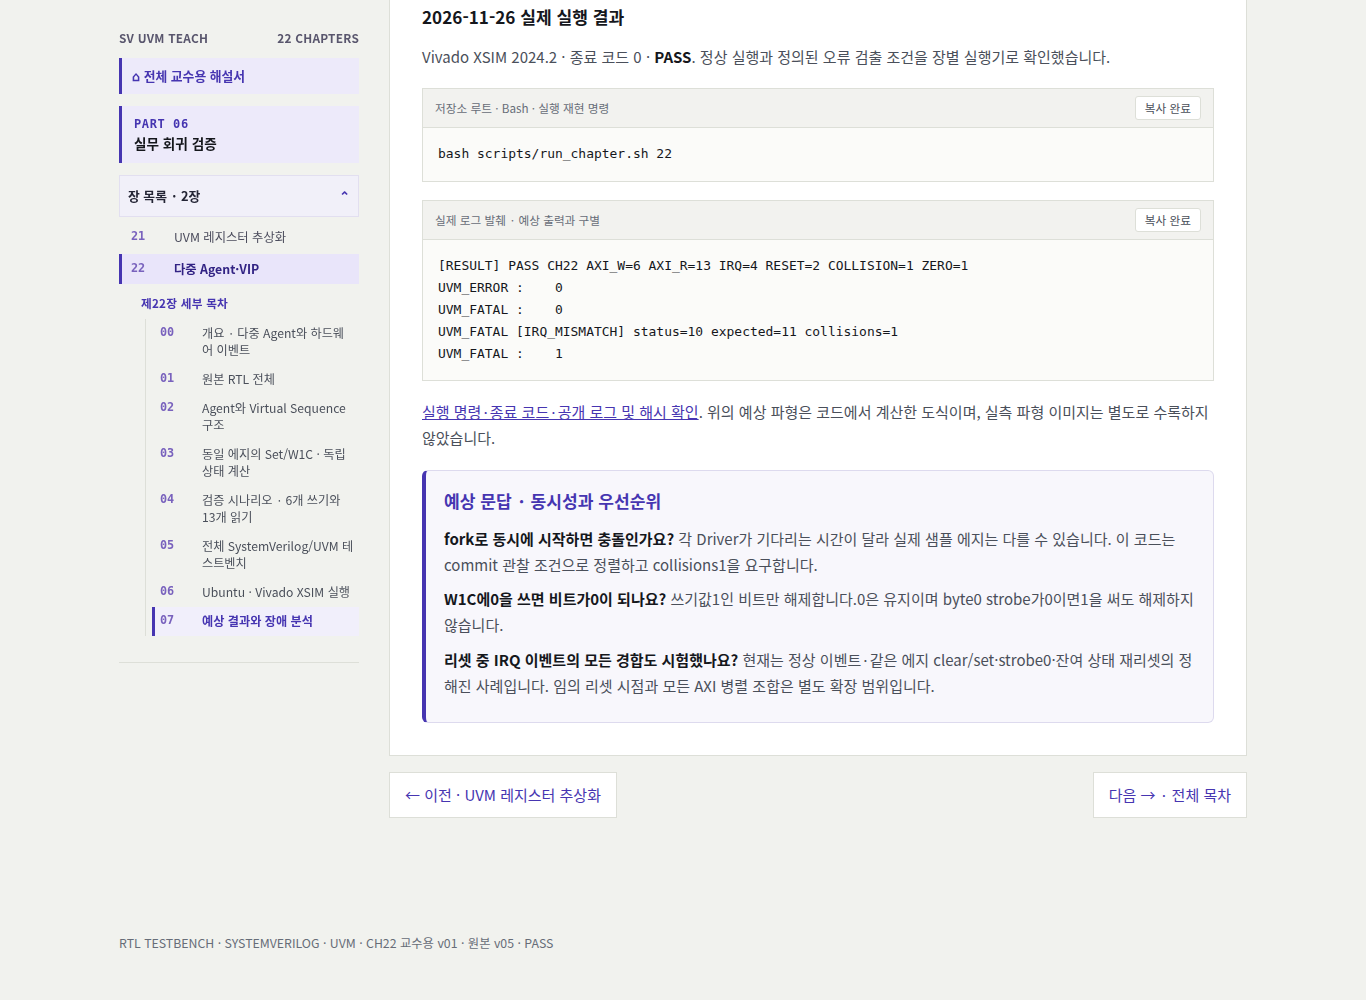 SV UVM TEACH
22 CHAPTERS
⌂ 전체 교수용 해설서
PART 06
실무 회귀 검증
장 목록 · 2장
21 UVM 레지스터 추상화
22 다중 Agent·VIP
제22장 세부 목차
00 개요 · 다중 Agent와 하드웨
어 이벤트
01 원본 RTL 전체
02 Agent와 Virtual Sequence
구조
03 동일 에지의 Set/W1C · 독립
상태 계산
04 검증 시나리오 · 6개 쓰기와
13개 읽기
05 전체 SystemVerilog/UVM 테
스트벤치
06 Ubuntu · Vivado XSIM 실행
07 예상 결과와 장애 분석
2026-11-26 실제 실행 결과
Vivado XSIM 2024.2 · 종료 코드 0 · PASS. 정상 실행과 정의된 오류 검출 조건을 장별 실행기로 확인했습니다.
저장소 루트 · Bash · 실행 재현 명령
복사 완료
bash scripts/run_chapter.sh 22
실제 로그 발췌 · 예상 출력과 구별
복사 완료
[RESULT] PASS CH22 AXI_W=6 AXI_R=13 IRQ=4 RESET=2 COLLISION=1 ZERO=1
UVM_ERROR :    0
UVM_FATAL :    0
UVM_FATAL [IRQ_MISMATCH] status=10 expected=11 collisions=1
UVM_FATAL :    1
실행 명령·종료 코드·공개 로그 및 해시 확인. 위의 예상 파형은 코드에서 계산한 도식이며, 실측 파형 이미지는 별도로 수록하지
않았습니다.
예상 문답 · 동시성과 우선순위
fork로 동시에 시작하면 충돌인가요? 각 Driver가 기다리는 시간이 달라 실제 샘플 에지는 다를 수 있습니다. 이 코드는
commit 관찰 조건으로 정렬하고 collisions1을 요구합니다.
W1C에0을 쓰면 비트가0이 되나요? 쓰기값1인 비트만 해제합니다.0은 유지이며 byte0 strobe가0이면1을 써도 해제하지
않습니다.
리셋 중 IRQ 이벤트의 모든 경합도 시험했나요? 현재는 정상 이벤트·같은 에지 clear/set·strobe0·잔여 상태 재리셋의 정
해진 사례입니다. 임의 리셋 시점과 모든 AXI 병렬 조합은 별도 확장 범위입니다.
← 이전 · UVM 레지스터 추상화
다음 → · 전체 목차
RTL TESTBENCH · SYSTEMVERILOG · UVM · CH22 교수용 v01 · 원본 v05 · PASS